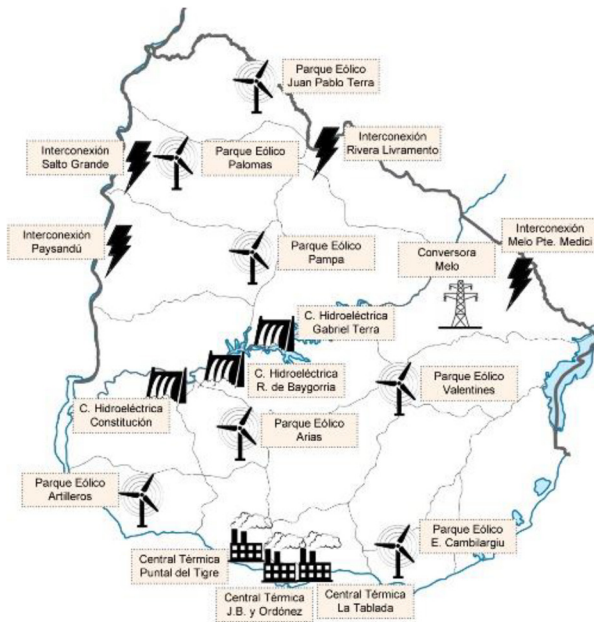 Parque Eólico
Juan Pablo Terra
Interconexión
Salto Grande
Parque Eólico
Palomas
Interconexión
Rivera Livramento
Interconexión
Paysandú
Parque Eólico
Pampa
Conversora
Melo
Interconexión
Melo Pte. Medici
C. Hidroeléctrica
Gabriel Terra
C. Hidroeléctrica
R. de Baygorria
C. Hidroeléctrica
Constitución
Parque Eólico
Valentines
Parque Eólico
Arias
Parque Eólico
Artilleros
Parque Eólico
E. Cambilargiu
Central Térmica
Puntal del Tigre
Central Térmica
J.B. y Ordónez
Central Térmica
La Tablada